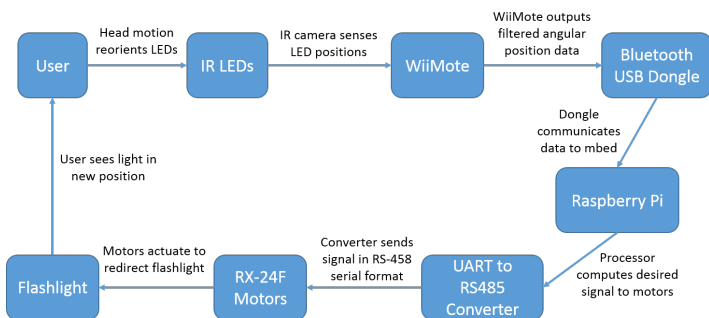 User
Head motion
reorients LEDs
IR LEDs
IR camera senses
LED positions
WiiMote
WiiMote outputs
filtered angular
position data
Bluetooth
USB Dongle
Dongle
communicates
data to mbed
Raspberry Pi
Processor
computes desired
signal to motors
UART to
RS485
Converter
Converter sends
signal in RS-458
serial format
RX-24F
Motors
Motors actuate to
redirect flashlight
Flashlight
User sees light in
new position